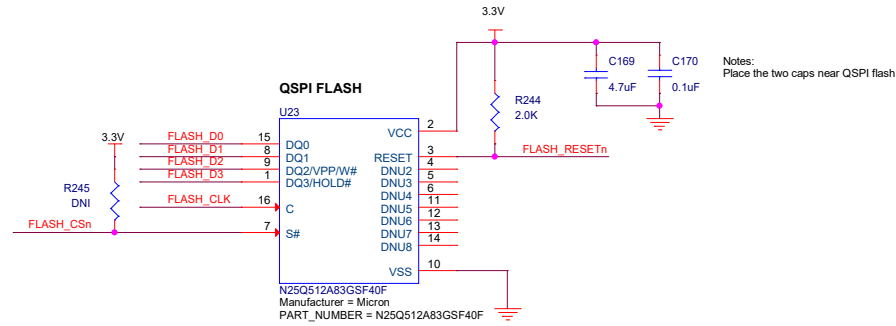 3.3V
C169
4.7uF
C170
0.1uF
Notes:
Place the two caps near QSPI flash
QSPI FLASH
U23
R244
2.0K
3.3V
R245
DNI
FLASH_D0
FLASH_D1
FLASH_D2
FLASH_D3
FLASH_CLK
FLASH_CSn
15
8
9
1
16
7
DQ0
DQ1
DQ2/VPP/W#
DQ3/HOLD#
C
S#
VCC
RESET
DNU2
DNU3
DNU4
DNU5
DNU6
DNU7
DNU8
VSS
2
3
4
5
6
11
12
13
14
10
FLASH_RESETn
N25Q512A83GSF40F
Manufacturer = Micron
PART_NUMBER = N25Q512A83GSF40F